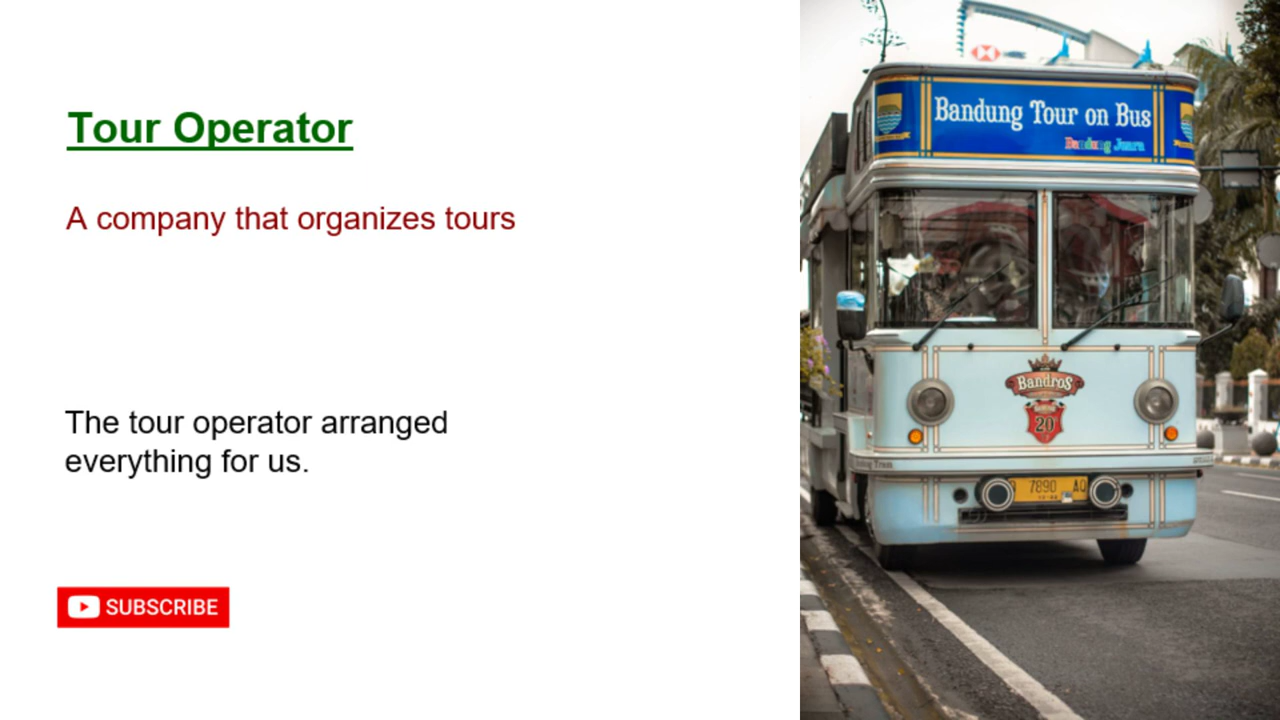 Tour Operator
A company that organizes tours
The tour operator arranged
everything for us.
SUBSCRIBE
Bandung Tour on Bus
Bandung Juara
BANDROS
20
7890 AQ